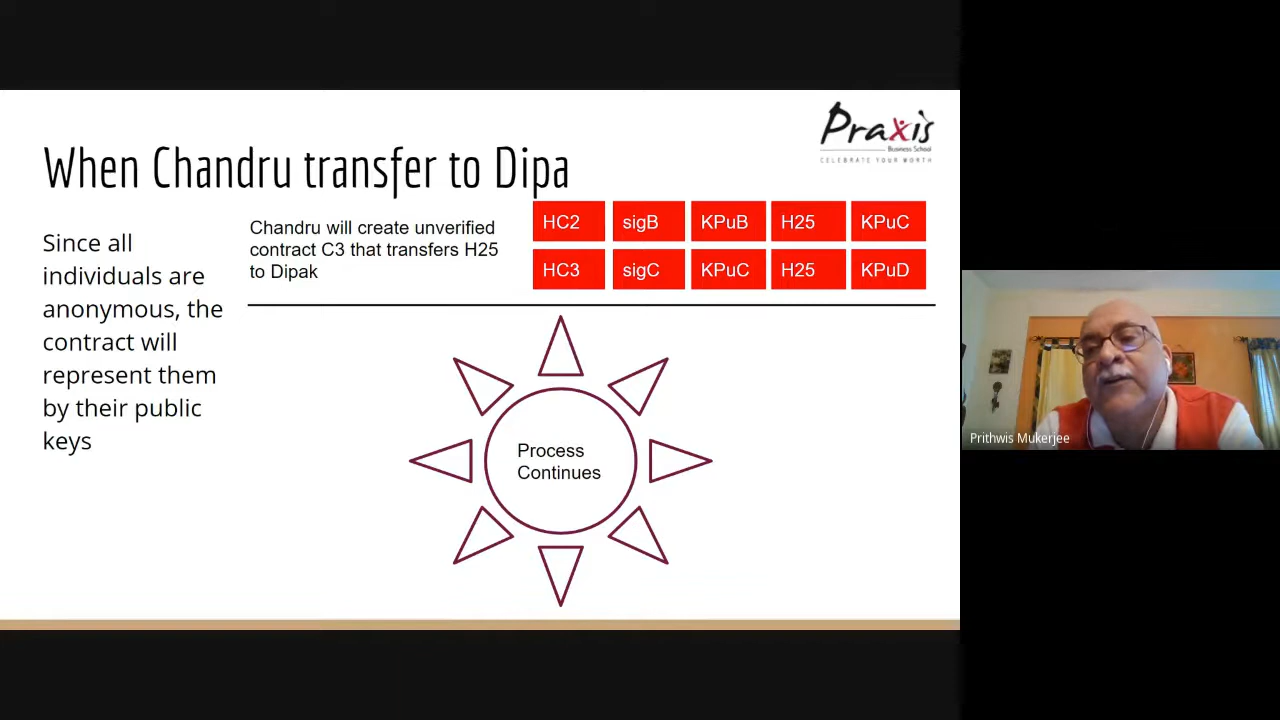 Praxis
Business School
CELEBRATE YOUR WORTH
When Chandru transfer to Dipa
Since all
individuals are
anonymous, the
contract will
represent them
by their public
keys
Chandru will create unverified
contract C3 that transfers H25
to Dipak
HC2 sigB KPuB H25 KPuC
HC3 sigC KPuC H25 KPuD
Process
Continues
Prithwis Mukerjee